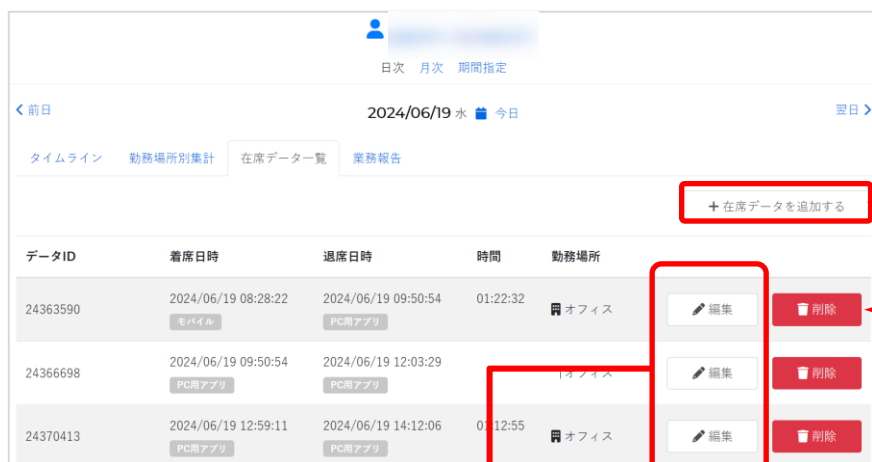 日次 月次 期間指定
前日 2024/06/19 水 今日 翌日
タイムライン 勤務場所別集計 在席データ一覧 業務報告
+ 在席データを追加する
データID 着席日時 退席日時 時間 勤務場所
24363590 2024/06/19 08:28:22 2024/06/19 09:50:54 01:22:32 オフィス 編集 削除
モバイル PC用アプリ
24366698 2024/06/19 09:50:54 2024/06/19 12:03:29 オフィス 編集 削除
PC用アプリ PC用アプリ
24370413 2024/06/19 12:59:11 2024/06/19 14:12:06 01:12:55 オフィス 編集 削除
PC用アプリ PC用アプリ